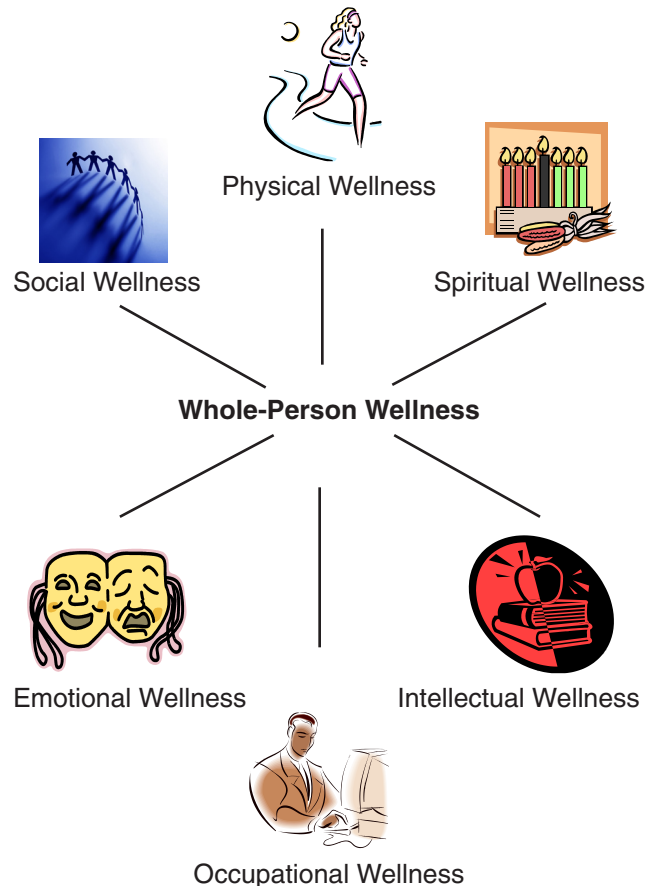 Physical Wellness
Social Wellness
Spiritual Wellness
Whole-Person Wellness
Emotional Wellness
Intellectual Wellness
Occupational Wellness